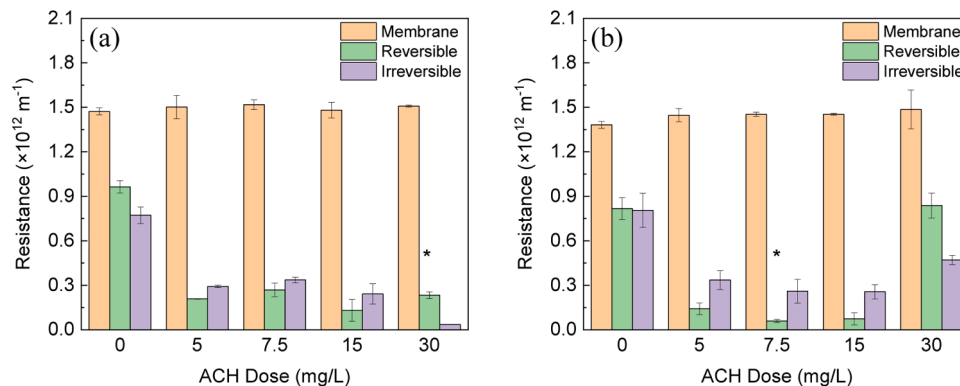 (a)
Membrane
Reversible
Irreversible
2.1
1.8
1.5
1.2
0.9
0.6
0.3
0.0
Resistance (×10¹² m⁻¹)
*
0 5 7.5 15 30
ACH Dose (mg/L)
(b)
Membrane
Reversible
Irreversible
2.1
1.8
1.5
1.2
0.9
0.6
0.3
0.0
Resistance (×10¹² m⁻¹)
*
0 5 7.5 15 30
ACH Dose (mg/L)